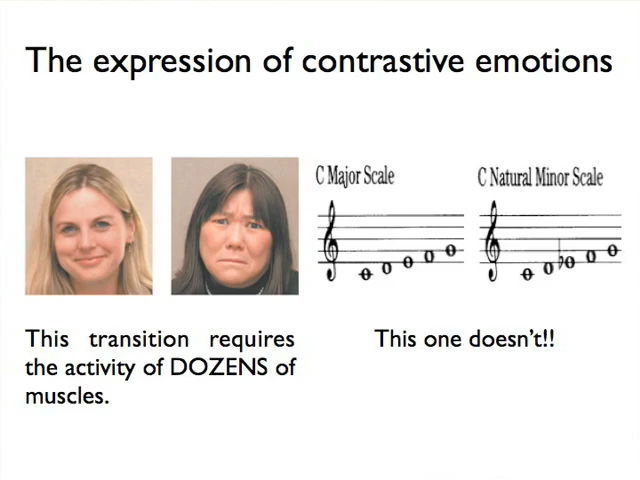 The expression of contrastive emotions
C Major Scale
C Natural Minor Scale
This transition requires
the activity of DOZENS of
muscles.
This one doesn't!!